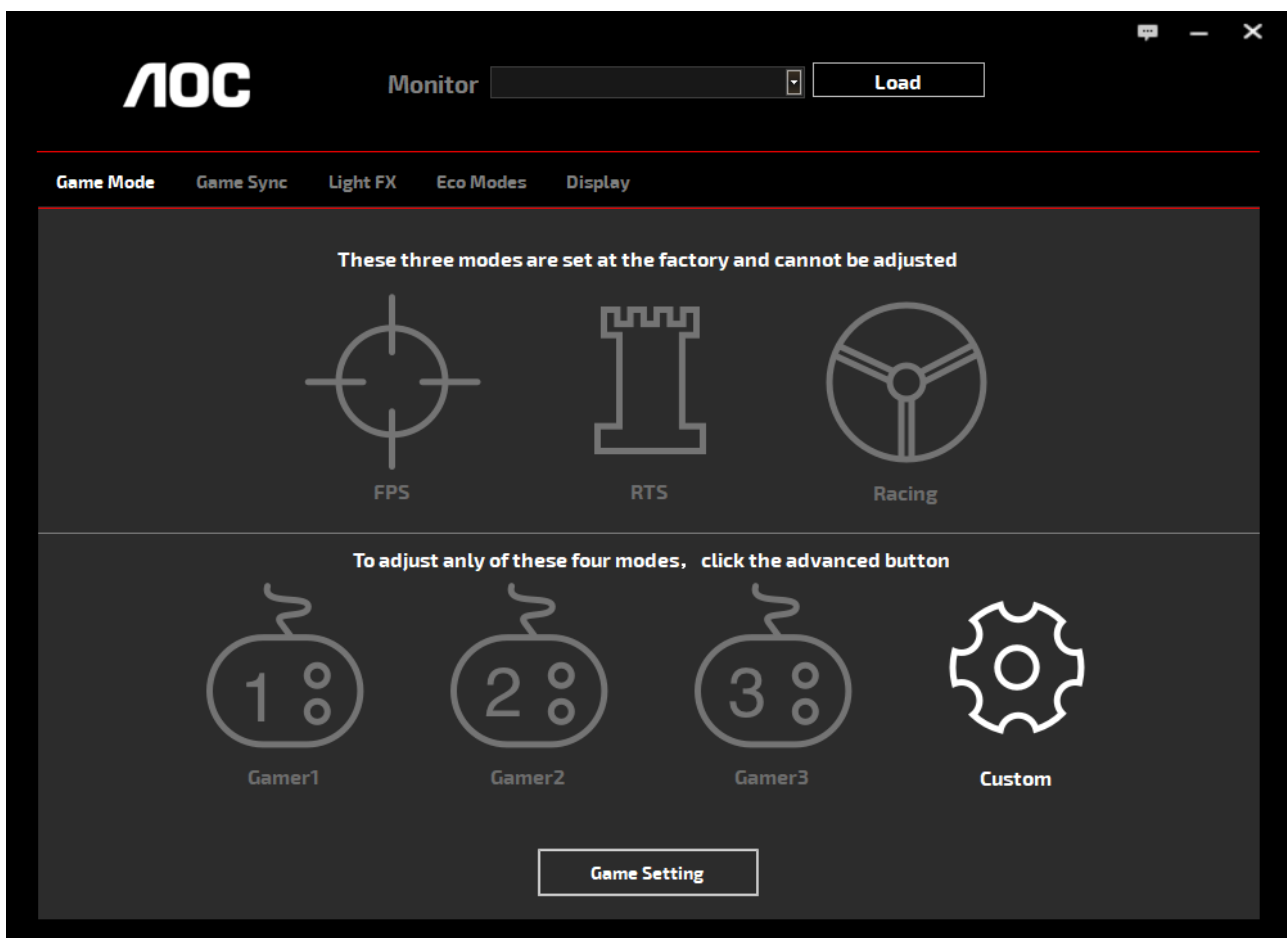 AOC
Monitor
Load
Game Mode Game Sync Light FX Eco Modes Display
These three modes are set at the factory and cannot be adjusted
FPS RTS Racing
To adjust anly of these four modes, click the advanced button
1 2 3
Gamer1 Gamer2 Gamer3 Custom
Game Setting